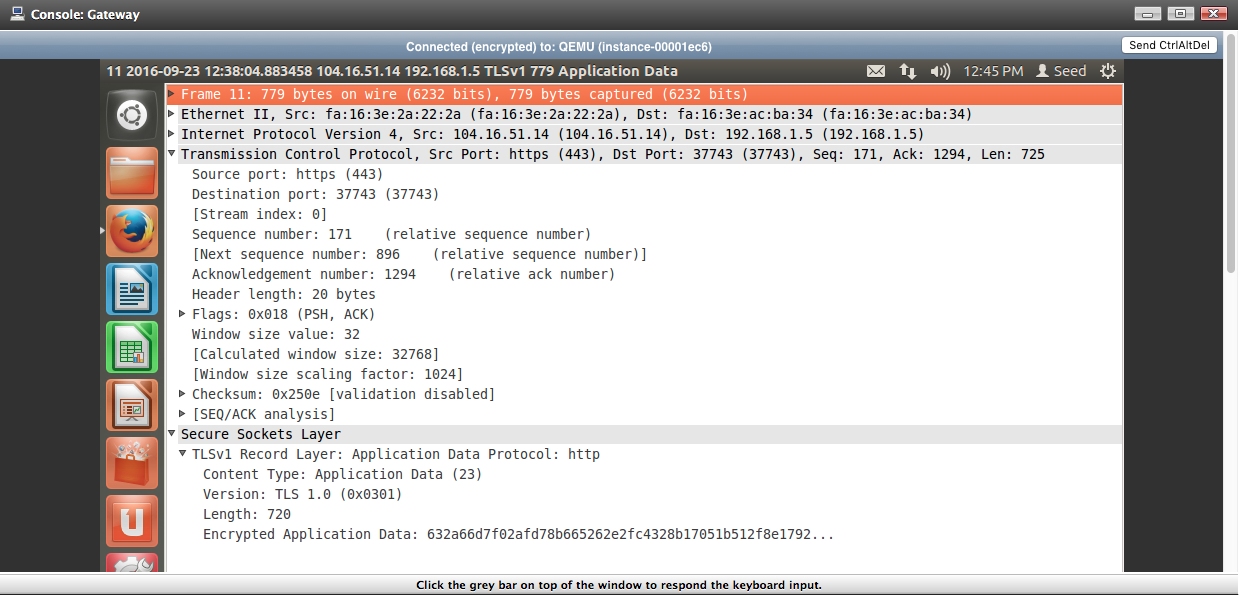 Console: Gateway
Connected (encrypted) to: QEMU (instance-00001ec6)
Send CtrlAltDel
11 2016-09-23 12:38:04.883458 104.16.51.14 192.168.1.5 TLSv1 779 Application Data
12:45 PM
Seed
Frame 11: 779 bytes on wire (6232 bits), 779 bytes captured (6232 bits)
Ethernet II, Src: fa:16:3e:2a:22:2a (fa:16:3e:2a:22:2a), Dst: fa:16:3e:ac:ba:34 (fa:16:3e:ac:ba:34)
Internet Protocol Version 4, Src: 104.16.51.14 (104.16.51.14), Dst: 192.168.1.5 (192.168.1.5)
Transmission Control Protocol, Src Port: https (443), Dst Port: 37743 (37743), Seq: 171, Ack: 1294, Len: 725
Source port: https (443)
Destination port: 37743 (37743)
[Stream index: 0]
Sequence number: 171    (relative sequence number)
[Next sequence number: 896    (relative sequence number)]
Acknowledgement number: 1294    (relative ack number)
Header length: 20 bytes
Flags: 0x018 (PSH, ACK)
Window size value: 32
[Calculated window size: 32768]
[Window size scaling factor: 1024]
Checksum: 0x250e [validation disabled]
[SEQ/ACK analysis]
Secure Sockets Layer
TLSv1 Record Layer: Application Data Protocol: http
Content Type: Application Data (23)
Version: TLS 1.0 (0x0301)
Length: 720
Encrypted Application Data: 632a66d7f02afd78b665262e2fc4328b17051b512f8e1792...
Click the grey bar on top of the window to respond the keyboard input.